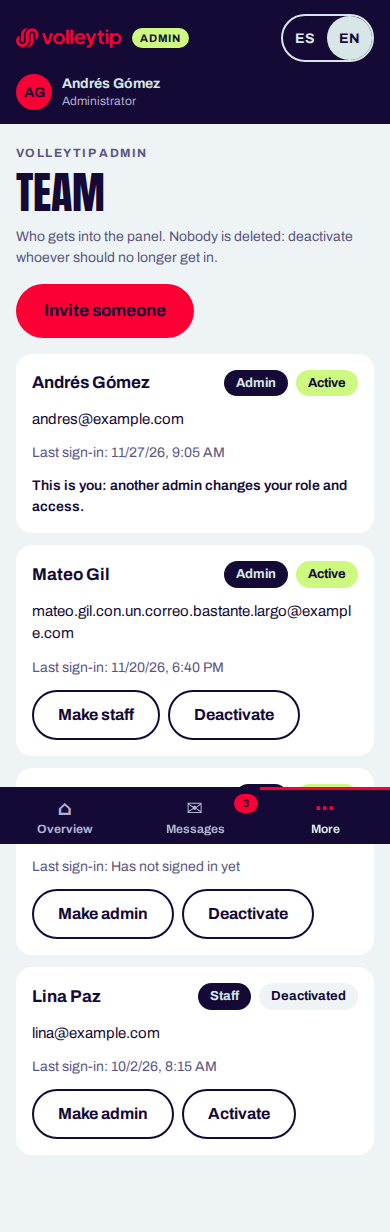 volleytip ADMIN ES EN
AG Andrés Gómez
Administrator
VOLLEYTIP ADMIN
TEAM
Who gets into the panel. Nobody is deleted: deactivate
whoever should no longer get in.
Invite someone
Andrés Gómez Admin Active
andres@example.com
Last sign-in: 11/27/26, 9:05 AM
This is you: another admin changes your role and
access.
Mateo Gil Admin Active
mateo.gil.con.un.correo.bastante.largo@exampl
e.com
Last sign-in: 11/20/26, 6:40 PM
Make staff Deactivate
3
Overview Messages More
Last sign-in: Has not signed in yet
Make admin Deactivate
Lina Paz Staff Deactivated
lina@example.com
Last sign-in: 10/2/26, 8:15 AM
Make admin Activate